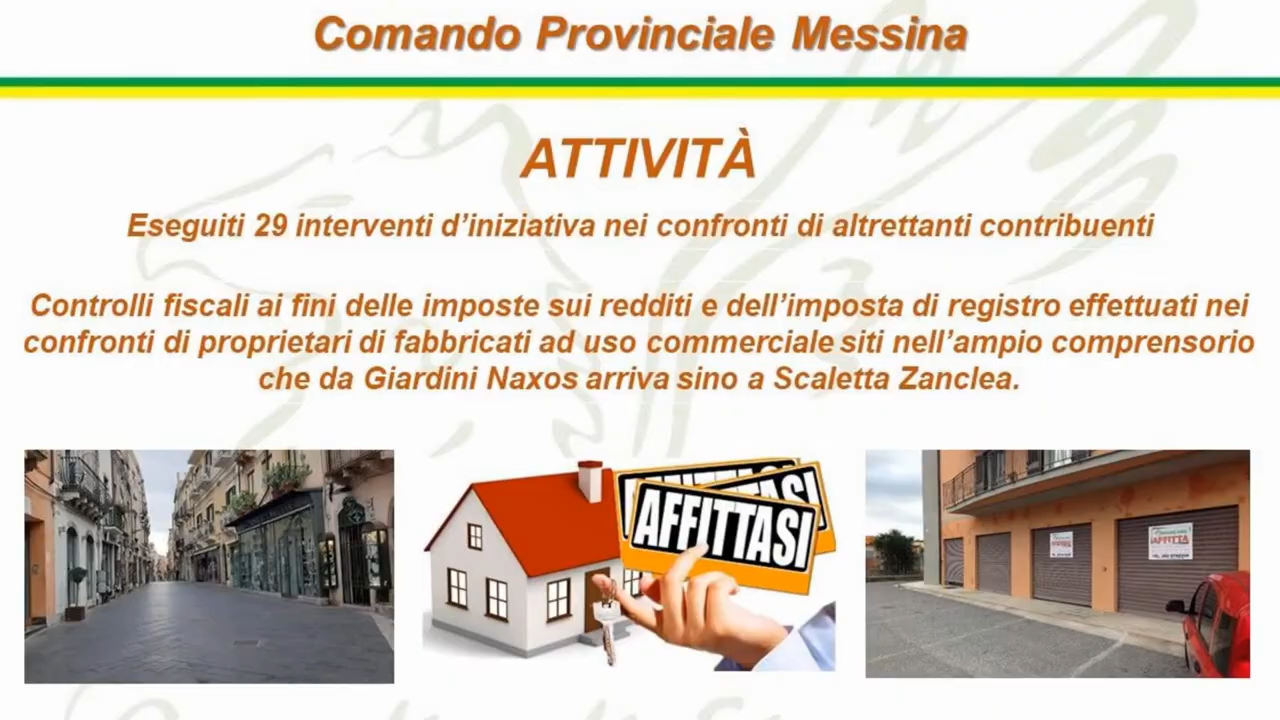 Comando Provinciale Messina
ATTIVITÀ
Eseguiti 29 interventi d’iniziativa nei confronti di altrettanti contribuenti
Controlli fiscali ai fini delle imposte sui redditi e dell’imposta di registro effettuati nei
confronti di proprietari di fabbricati ad uso commerciale siti nell’ampio comprensorio
che da Giardini Naxos arriva sino a Scaletta Zanclea.
AFFITTASI
AFFITTA